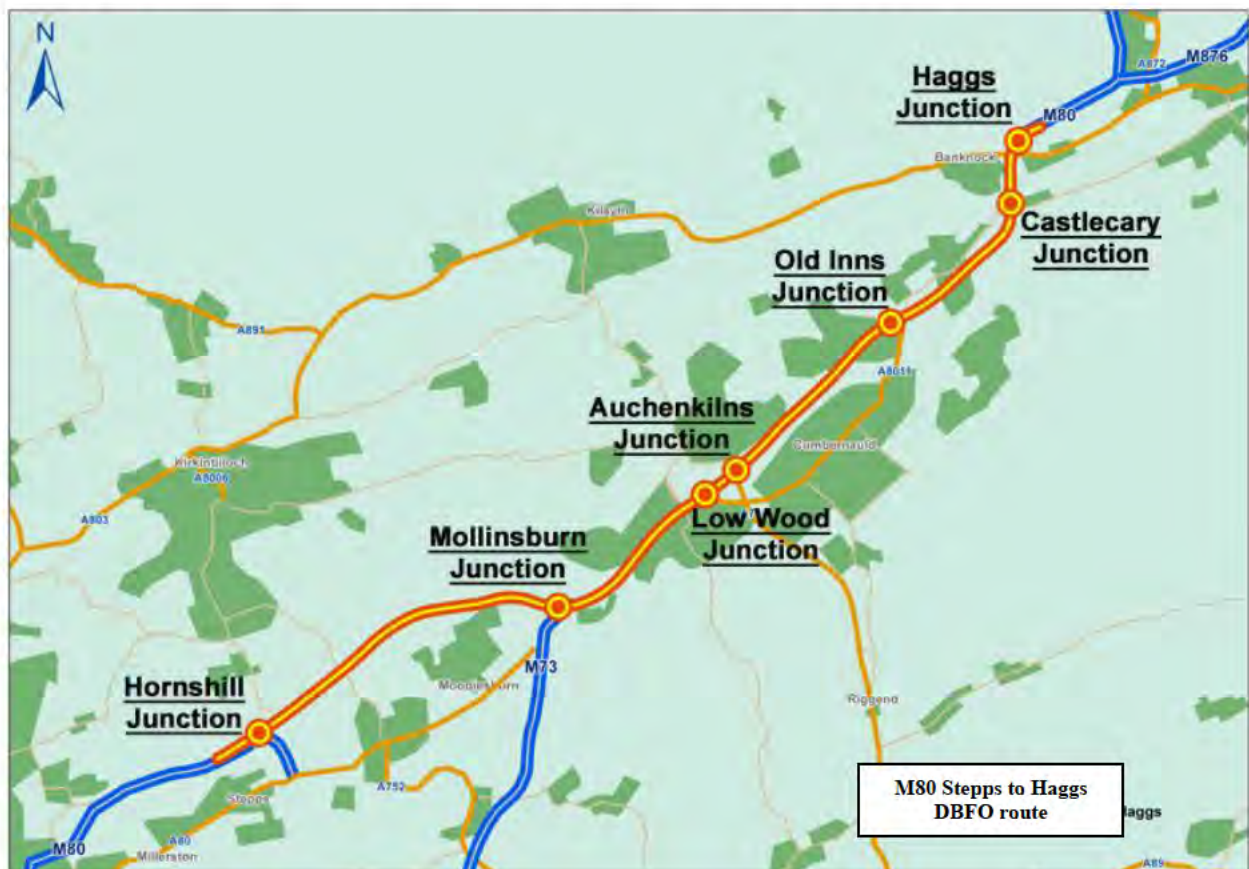 N
M876
A872
Haggs
Junction
M80
Banknock
Kilsyth
Castlecary
Junction
Old Inns
Junction
A891
A8011
Auchenkilns
Junction
Cumbernauld
Kirkintilloch
A8006
A803
Low Wood
Junction
Mollinsburn
Junction
M73
Moodiesburn
Hornshill
Junction
Riggend
A752
Stepps
M80 Stepps to Haggs
DBFO route
Haggs
A80
M80
Millerston
A89